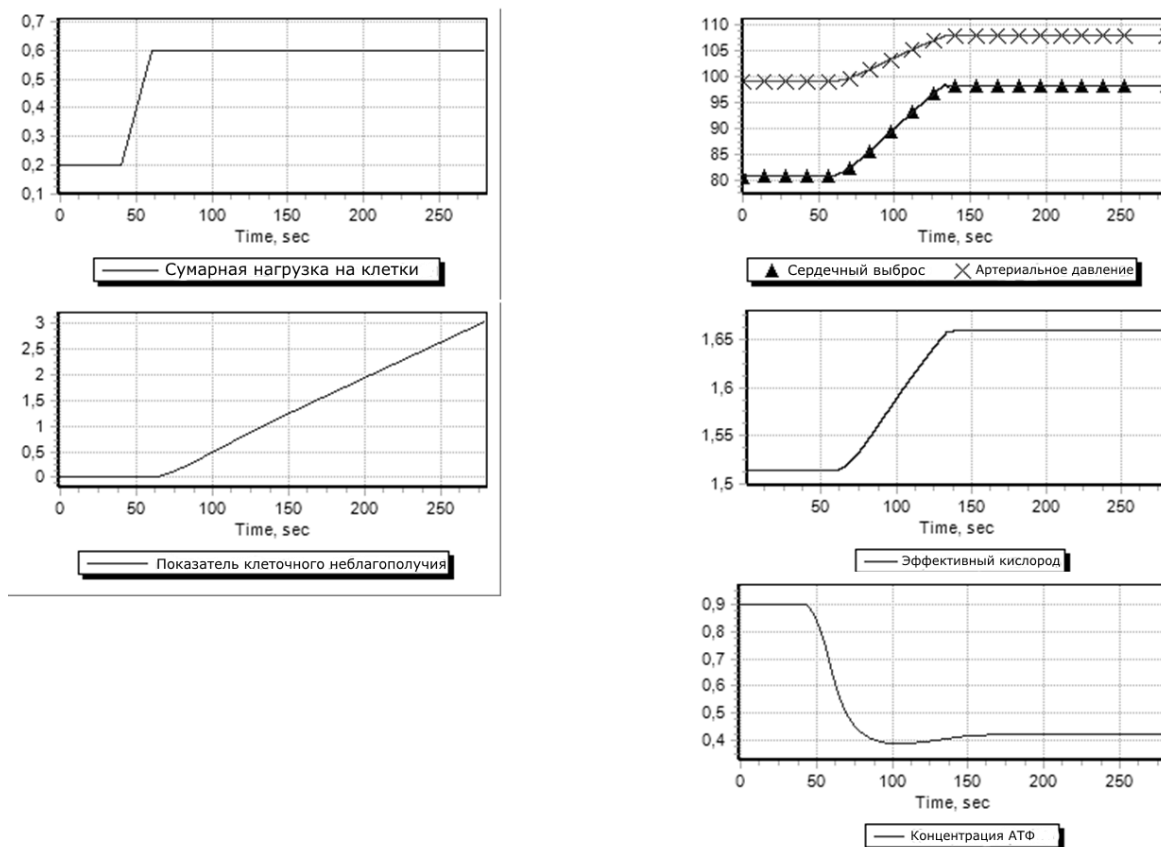 0,7
0,6
0,5
0,4
0,3
0,2
0,1
0 50 100 150 200 250
Time, sec
Сумарная нагрузка на клетки
3
2,5
2
1,5
1
0,5
0
0 50 100 150 200 250
Time, sec
Показатель клеточного неблагополучия
110
105
100
95
90
85
80
0 50 100 150 200 250
Time, sec
Сердечный выброс Артериальное давление
1,65
1,6
1,55
1,5
50 100 150 200 250
Time, sec
Эффективный кислород
0,9
0,8
0,7
0,6
0,5
0,4
0 50 100 150 200 250
Time, sec
Концентрация АТФ